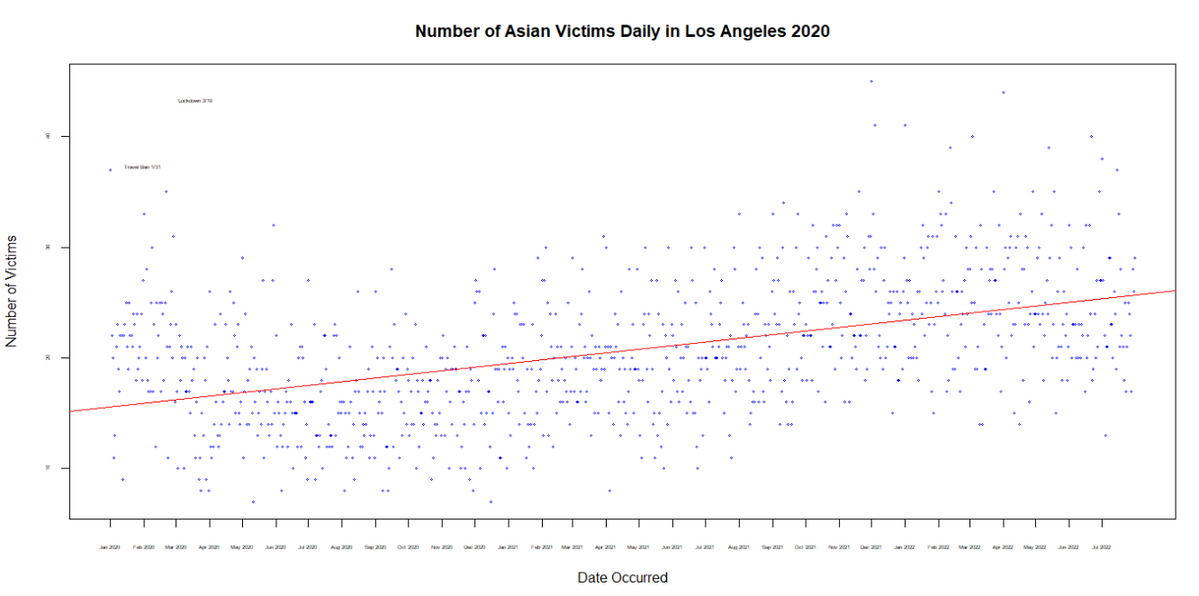 Number of Asian Victims Daily in Los Angeles 2020
Lockdown 3/19
Travel Ban 1/31
40
30
20
10
Number of Victims
Jan 2020 Feb 2020 Mar 2020 Apr 2020 May 2020 Jun 2020 Jul 2020 Aug 2020 Sep 2020 Oct 2020 Nov 2020 Dec 2020 Jan 2021 Feb 2021 Mar 2021 Apr 2021 May 2021 Jun 2021 Jul 2021 Aug 2021 Sep 2021 Oct 2021 Nov 2021 Dec 2021 Jan 2022 Feb 2022 Mar 2022 Apr 2022 May 2022 Jun 2022 Jul 2022
Date Occurred